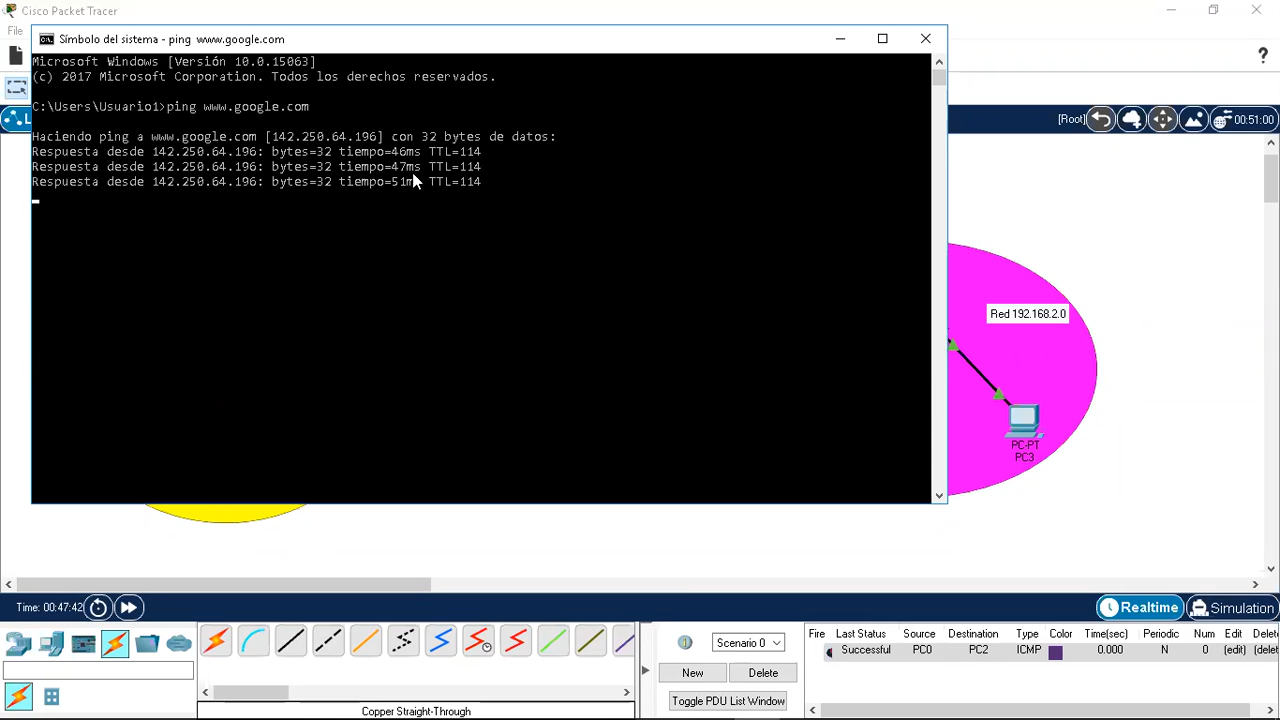 Cisco Packet Tracer
File
Símbolo del sistema - ping www.google.com
Microsoft Windows [Versión 10.0.15063]
(c) 2017 Microsoft Corporation. Todos los derechos reservados.
C:\Users\Usuario1>ping www.google.com
Haciendo ping a www.google.com [142.250.64.196] con 32 bytes de datos:
Respuesta desde 142.250.64.196: bytes=32 tiempo=46ms TTL=114
Respuesta desde 142.250.64.196: bytes=32 tiempo=47ms TTL=114
Respuesta desde 142.250.64.196: bytes=32 tiempo=51ms TTL=114
?
L
[Root]
00:51:00
Red 192.168.2.0
PC-PT
PC3
Time: 00:47:42
Realtime
Simulation
Scenario 0
New
Delete
Toggle PDU List Window
Fire Last Status Source Destination Type Color Time(sec) Periodic Num Edit Delete
Successful PC0 PC2 ICMP 0.000 N 0 (edit) (delet
Copper Straight-Through